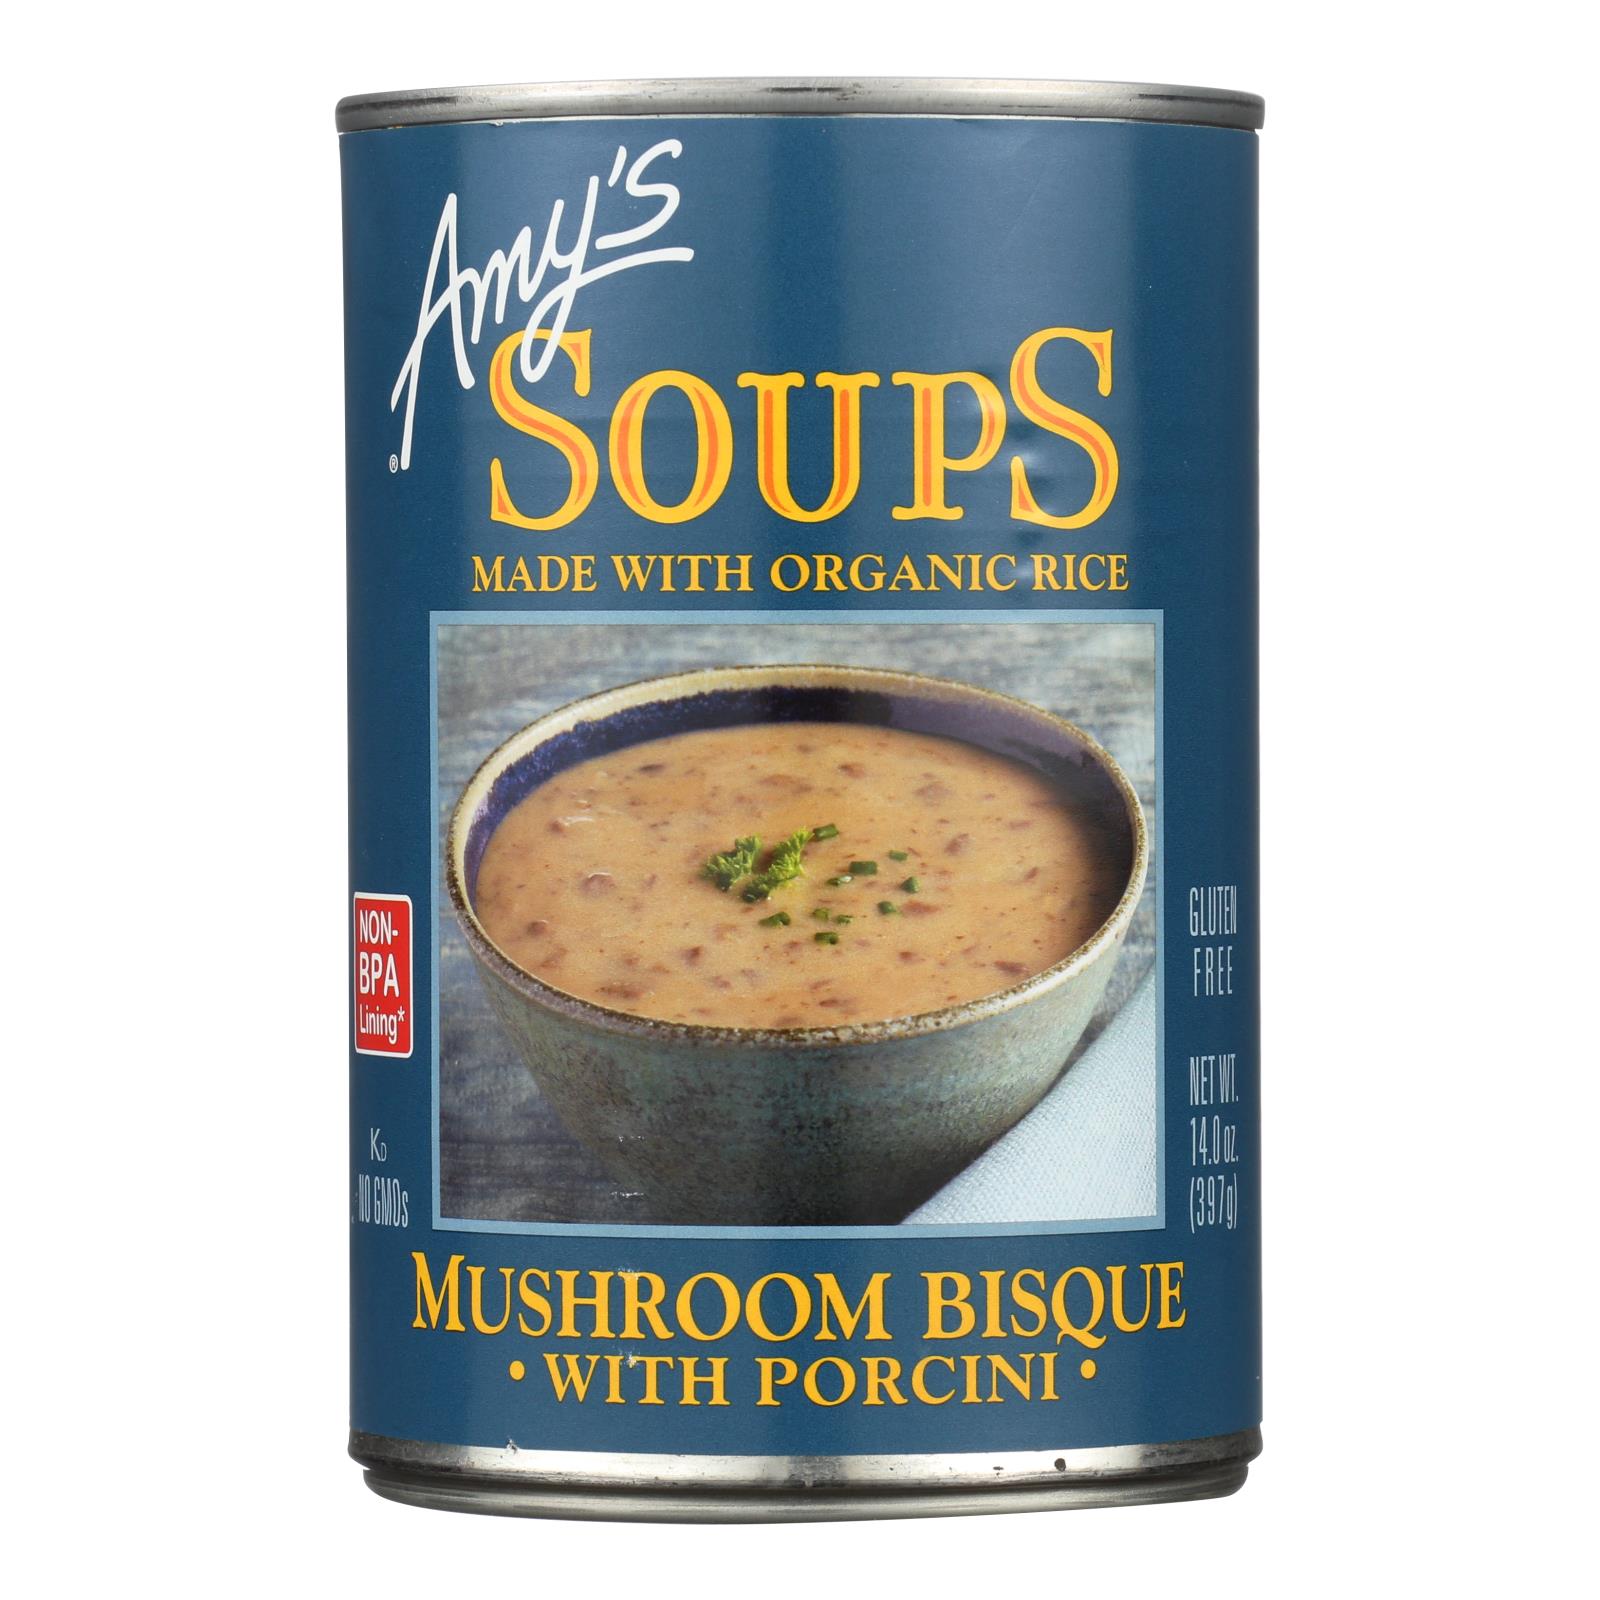 Amy's
®
SOUPS
MADE WITH ORGANIC RICE
NON-
BPA
Lining*
KD
NO GMOs
GLUTEN
FREE
NET WT.
14.0 oz.
(397g)
MUSHROOM BISQUE
• WITH PORCINI •